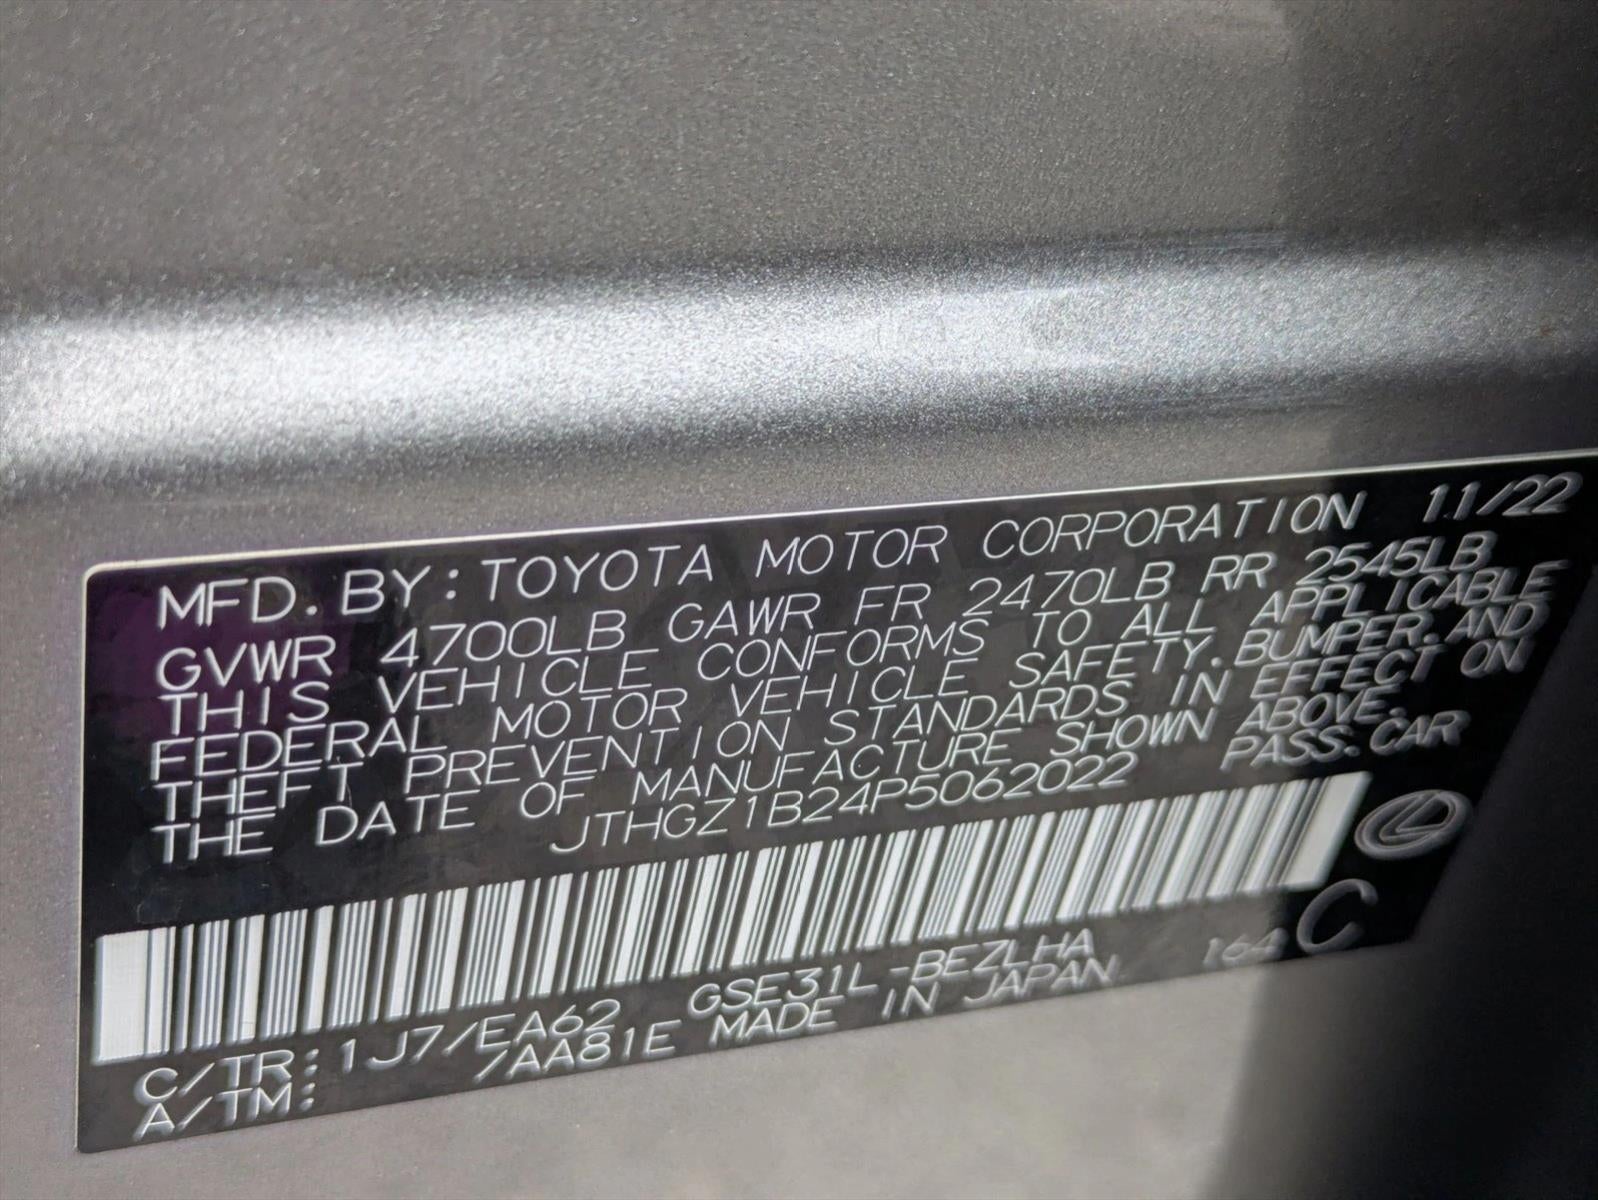 MFD. BY: TOYOTA MOTOR CORPORATION 11/22
GVWR 4700LB GAWR FR 2470LB RR 2545LB
THIS VEHICLE CONFORMS TO ALL APPLICABLE
FEDERAL MOTOR VEHICLE SAFETY, BUMPER, AND
THEFT PREVENTION STANDARDS IN EFFECT ON
THE DATE OF MANUFACTURE SHOWN ABOVE.
JTHGZ1B24P5062022 PASS. CAR
C/TR: 1J7/EA62 GSE31L-BEZLHA 164 C
A/TM: /AA81E MADE IN JAPAN